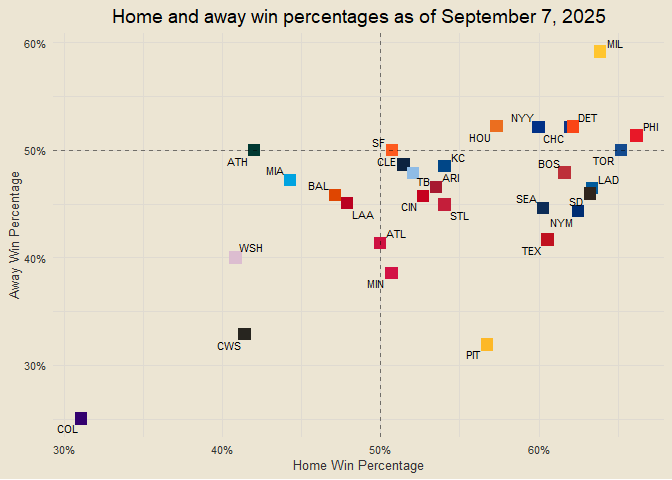 Home and away win percentages as of September 7, 2025
60%
MIL
NYY
DET
PHI
HOU
CHC
SF
50%
ATH
CLE
KC
BOS
TOR
MIA
TB
ARI
LAD
BAL
CIN
SEA
SD
LAA
STL
NYM
ATL
TEX
WSH
40%
MIN
CWS
PIT
30%
COL
30%
40%
50%
60%
Home Win Percentage
Away Win Percentage